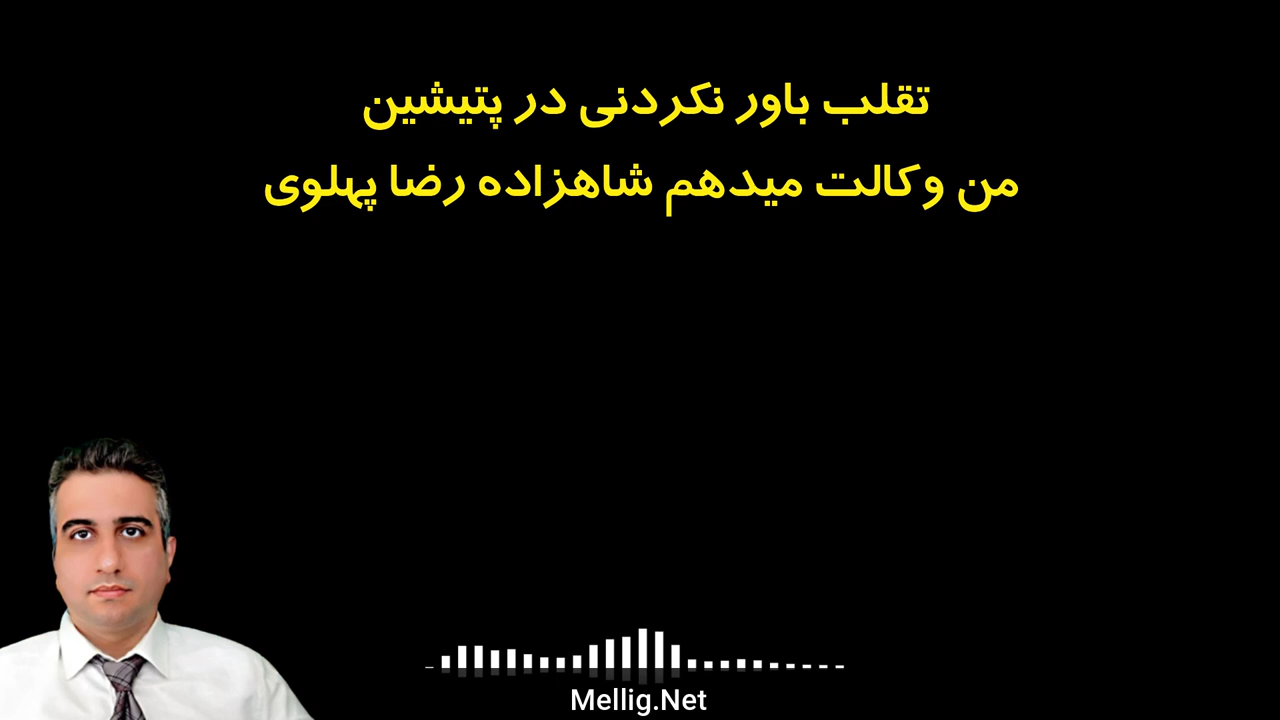 تقلب باور نکردنی در پتیشین
من وکالت میدهم شاهزاده رضا پهلوی
Mellig.Net